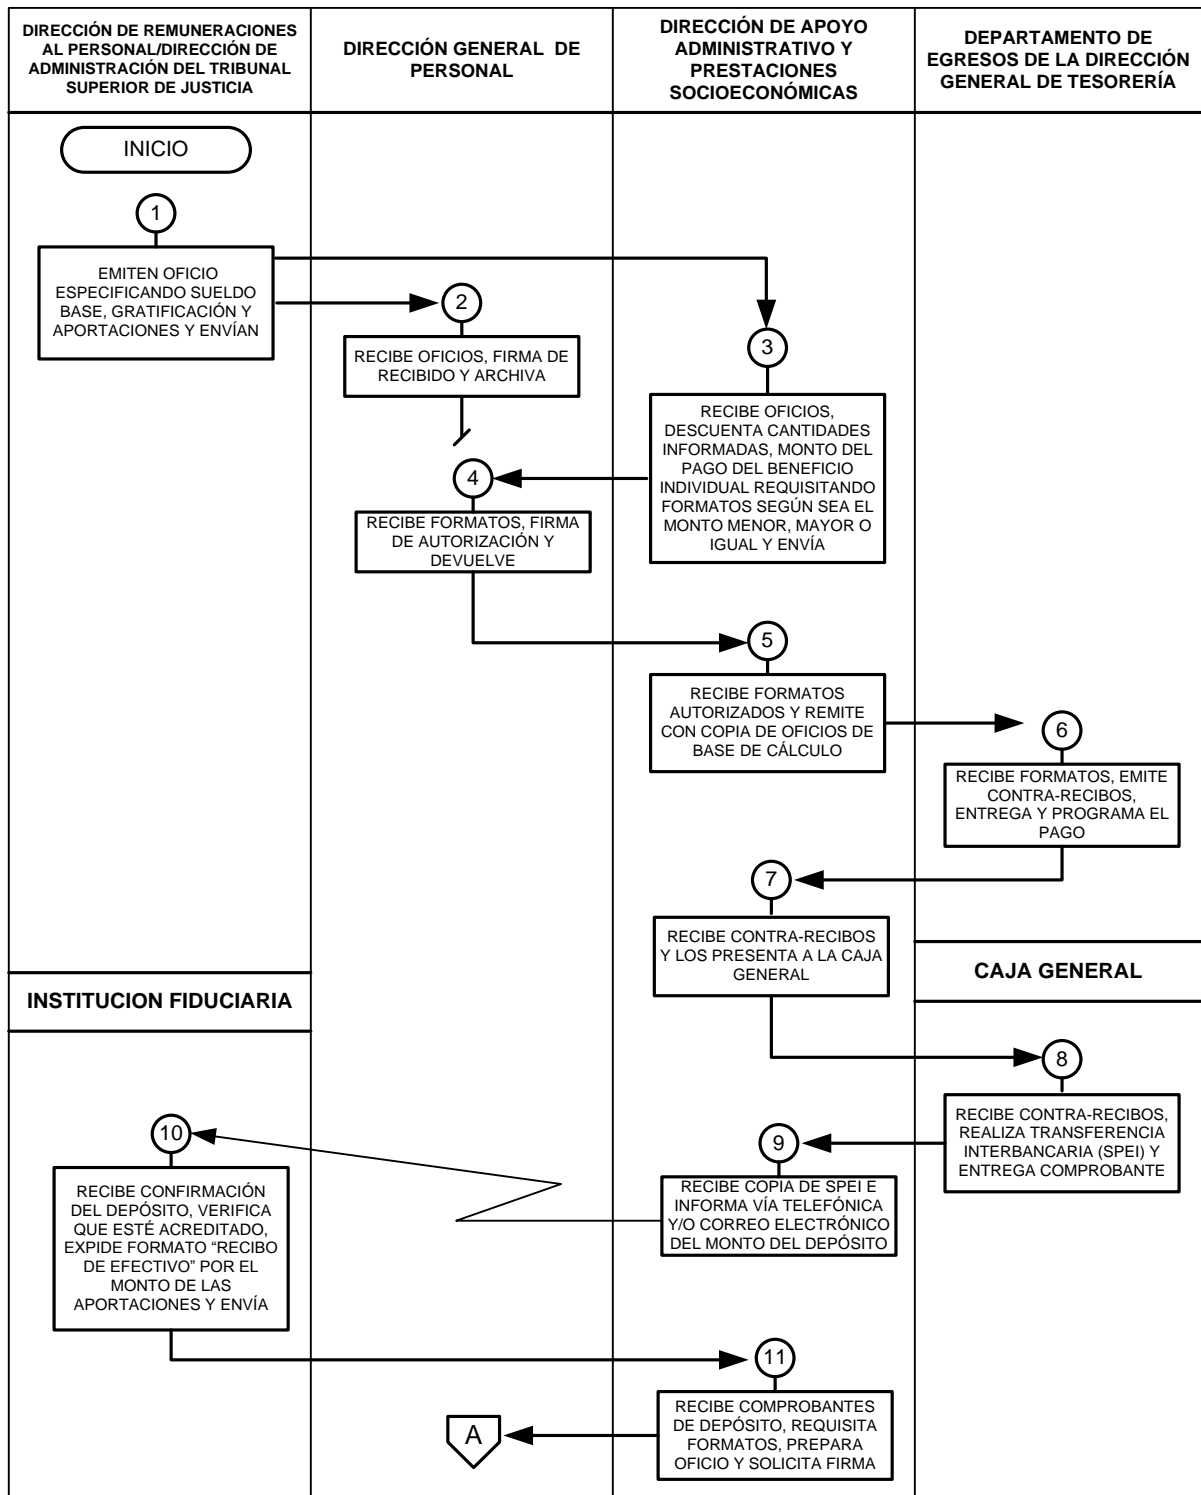 DIRECCIÓN DE REMUNERACIONES
AL PERSONAL/DIRECCIÓN DE
ADMINISTRACIÓN DEL TRIBUNAL
SUPERIOR DE JUSTICIA
DIRECCIÓN GENERAL DE
PERSONAL
DIRECCIÓN DE APOYO
ADMINISTRATIVO Y
PRESTACIONES
SOCIOECONÓMICAS
DEPARTAMENTO DE
EGRESOS DE LA DIRECCIÓN
GENERAL DE TESORERÍA
INICIO
1
EMITEN OFICIO
ESPECIFICANDO SUELDO
BASE, GRATIFICACIÓN Y
APORTACIONES Y ENVÍAN
2
RECIBE OFICIOS, FIRMA DE
RECIBIDO Y ARCHIVA
3
RECIBE OFICIOS,
DESCUENTA CANTIDADES
INFORMADAS, MONTO DEL
PAGO DEL BENEFICIO
INDIVIDUAL REQUISITANDO
FORMATOS SEGÚN SEA EL
MONTO MENOR, MAYOR O
IGUAL Y ENVÍA
4
RECIBE FORMATOS, FIRMA
DE AUTORIZACIÓN Y
DEVUELVE
5
RECIBE FORMATOS
AUTORIZADOS Y REMITE
CON COPIA DE OFICIOS DE
BASE DE CÁLCULO
6
RECIBE FORMATOS, EMITE
CONTRA-RECIBOS,
ENTREGA Y PROGRAMA EL
PAGO
7
RECIBE CONTRA-RECIBOS
Y LOS PRESENTA A LA CAJA
GENERAL
CAJA GENERAL
INSTITUCION FIDUCIARIA
8
RECIBE CONTRA-RECIBOS,
REALIZA TRANSFERENCIA
INTERBANCARIA (SPEI) Y
ENTREGA COMPROBANTE
9
RECIBE COPIA DE SPEI E
INFORMA VÍA TELEFÓNICA
Y/O CORREO ELECTRÓNICO
DEL MONTO DEL DEPÓSITO
10
RECIBE CONFIRMACIÓN
DEL DEPÓSITO, VERIFICA
QUE ESTÉ ACREDITADO,
EXPIDE FORMATO “RECIBO
DE EFECTIVO” POR EL
MONTO DE LAS
APORTACIONES Y ENVÍA
11
RECIBE COMPROBANTES
DE DEPÓSITO, REQUISITA
FORMATOS, PREPARA
OFICIO Y SOLICITA FIRMA
A